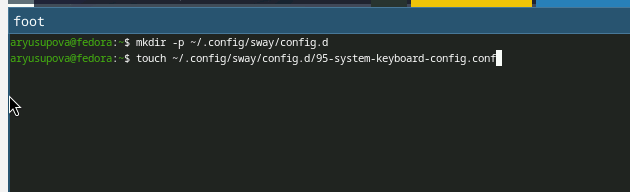 foot
aryusupova@fedora:~$ mkdir -p ~/.config/sway/config.d
aryusupova@fedora:~$ touch ~/.config/sway/config.d/95-system-keyboard-config.conf